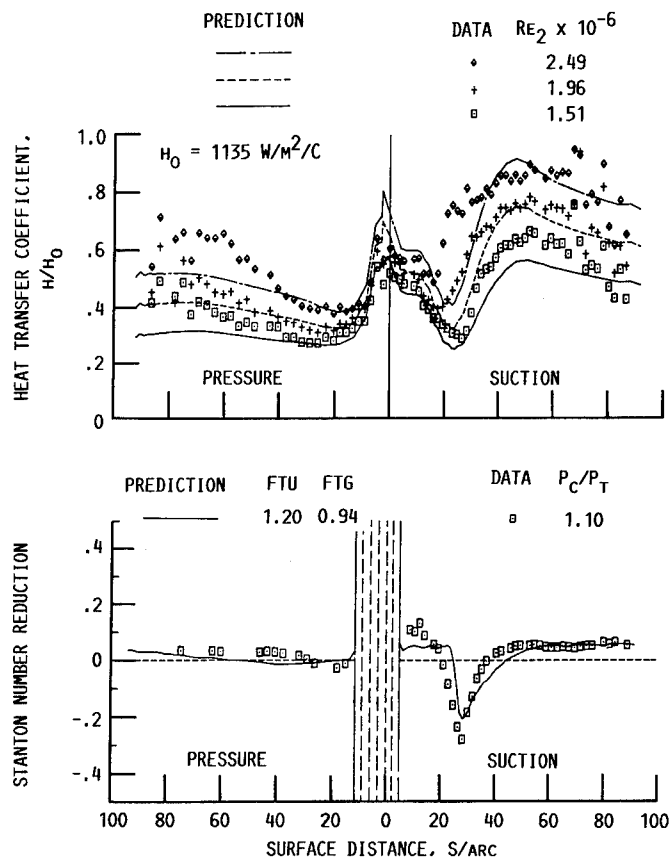 PREDICTION
DATA RE2 x 10-6
2.49
1.96
1.51
HEAT TRANSFER COEFFICIENT,
H/HO
1.0
.8
.6
.4
.2
0
HO = 1135 W/M2/C
PRESSURE
SUCTION
PREDICTION FTU FTG
1.20 0.94
DATA PC/PT
1.10
STANTON NUMBER REDUCTION
.4
.2
0
-.2
-.4
PRESSURE
SUCTION
100 80 60 40 20 0 20 40 60 80 100
SURFACE DISTANCE, S/ARC